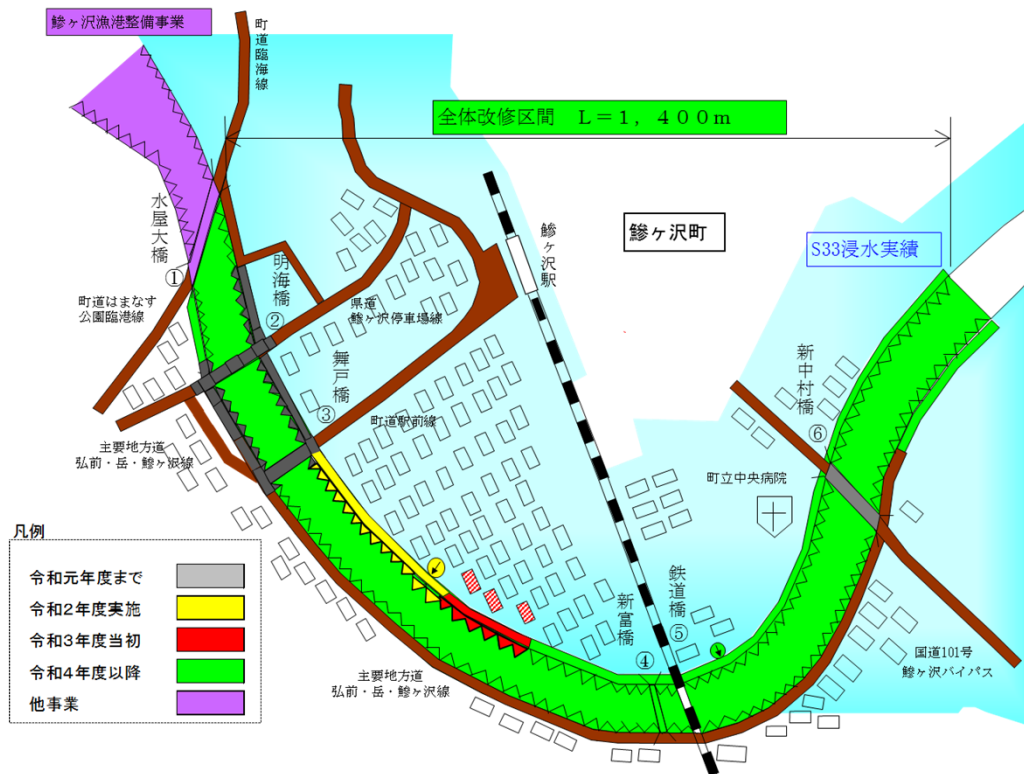 鰺ヶ沢漁港整備事業
町道臨海線
全体改修区間 L=1,400m
鰺ヶ沢駅
鰺ヶ沢町
S33浸水実績
水屋大橋
①
町道はまなす
公園臨港線
明海橋
②
県道
鰺ヶ沢停車場線
舞戸橋
③
町道駅前線
主要地方道
弘前・岳・鰺ヶ沢線
新中村橋
⑥
町立中央病院
新富橋
④
鉄道橋
⑤
主要地方道
弘前・岳・鰺ヶ沢線
国道101号
鰺ヶ沢バイパス
凡例
令和元年度まで
令和2年度実施
令和3年度当初
令和4年度以降
他事業